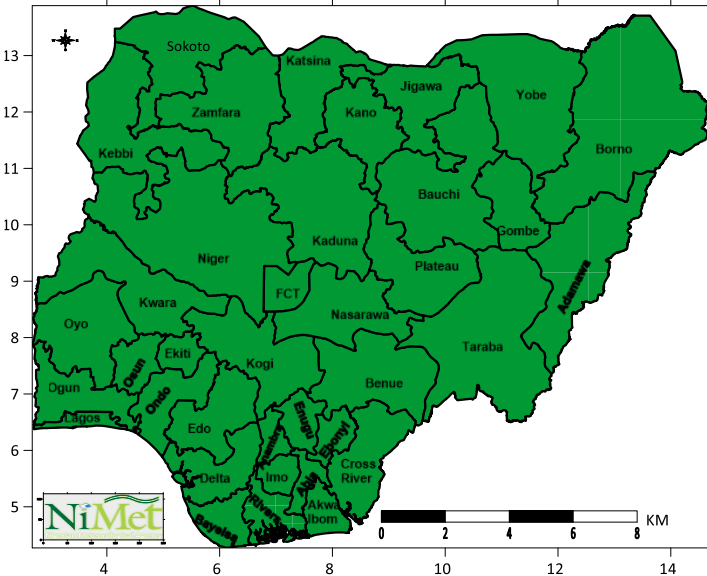 13
12
11
10
9
8
7
6
5
Sokoto
Katsina
Jigawa
Zamfara
Kano
Yobe
Kebbi
Borno
Bauchi
Gombe
Kaduna
Niger
Plateau
Adamawa
FCT
Kwara
Nasarawa
Oyo
Taraba
Ekiti
Kogi
Osun
Ogun
Ondo
Benue
Lagos
Edo
Enugu
Anambra
Ebonyi
Cross
River
Delta
Imo
Abia
Akwa
Ibom
Rivers
Bayelsa
NiMet
0 2 4 6 8 KM
4 6 8 10 12 14